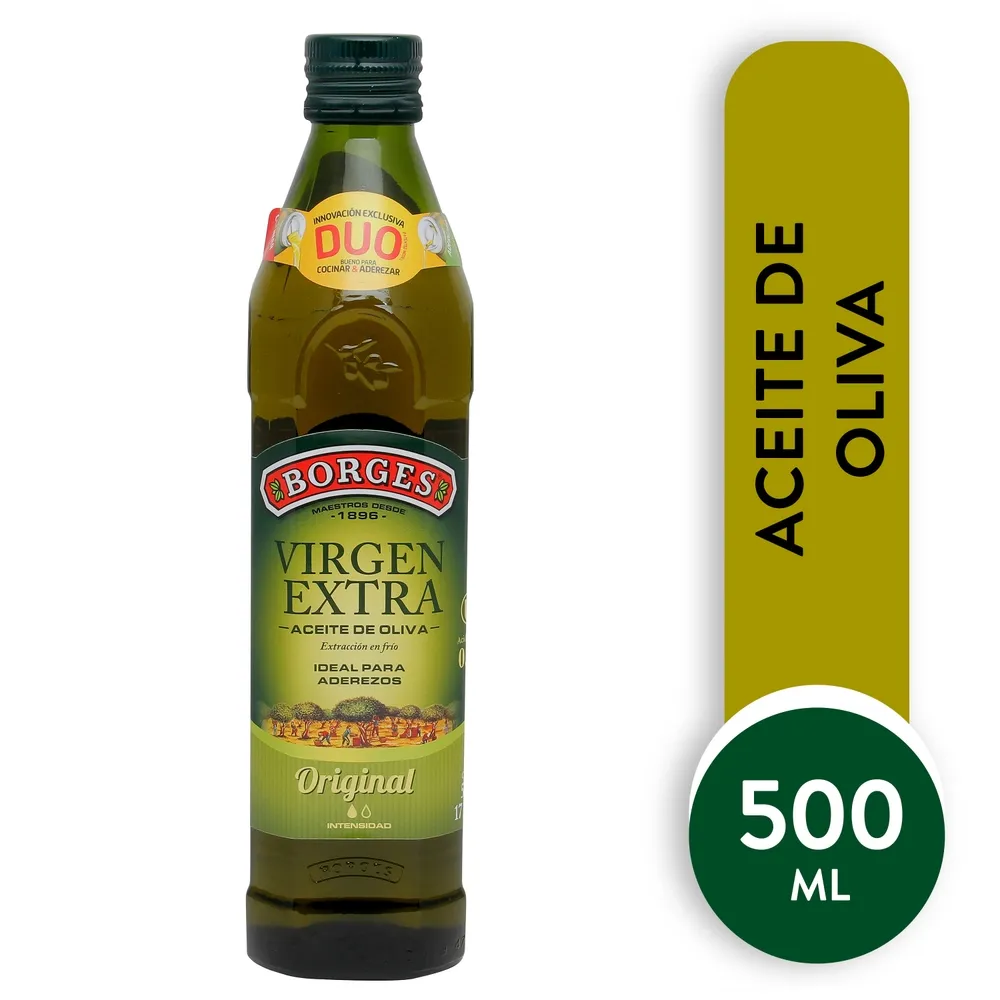 INNOVACIÓN EXCLUSIVA
DUO
BUENO PARA
COCINAR & ADEREZAR
BORGES
MAESTROS DESDE
-1896-
VIRGEN
EXTRA
ACEITE DE OLIVA
Extracción en frío
IDEAL PARA
ADEREZOS
Original
INTENSIDAD
BORGES
ACEITE DE
OLIVA
500
ML